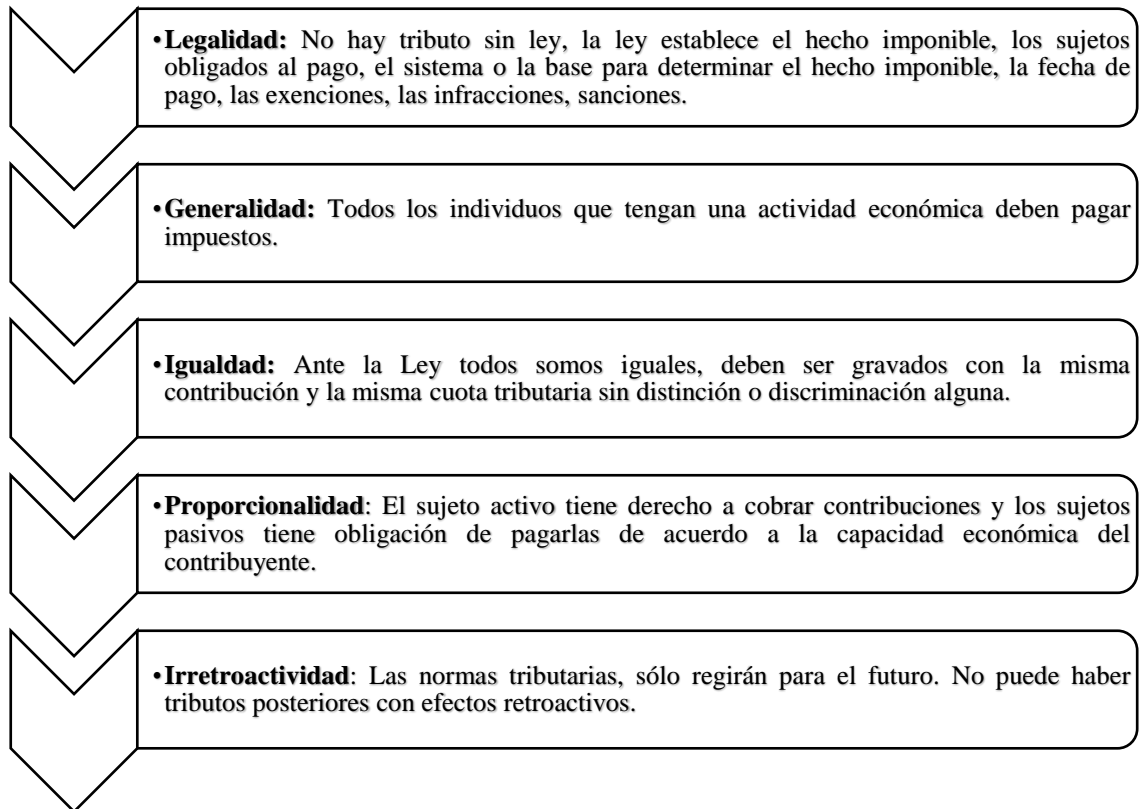 •Legalidad: No hay tributo sin ley, la ley establece el hecho imponible, los sujetos
obligados al pago, el sistema o la base para determinar el hecho imponible, la fecha de
pago, las exenciones, las infracciones, sanciones.
•Generalidad: Todos los individuos que tengan una actividad económica deben pagar
impuestos.
•Igualdad: Ante la Ley todos somos iguales, deben ser gravados con la misma
contribución y la misma cuota tributaria sin distinción o discriminación alguna.
•Proporcionalidad: El sujeto activo tiene derecho a cobrar contribuciones y los sujetos
pasivos tiene obligación de pagarlas de acuerdo a la capacidad económica del
contribuyente.
•Irretroactividad: Las normas tributarias, sólo regirán para el futuro. No puede haber
tributos posteriores con efectos retroactivos.